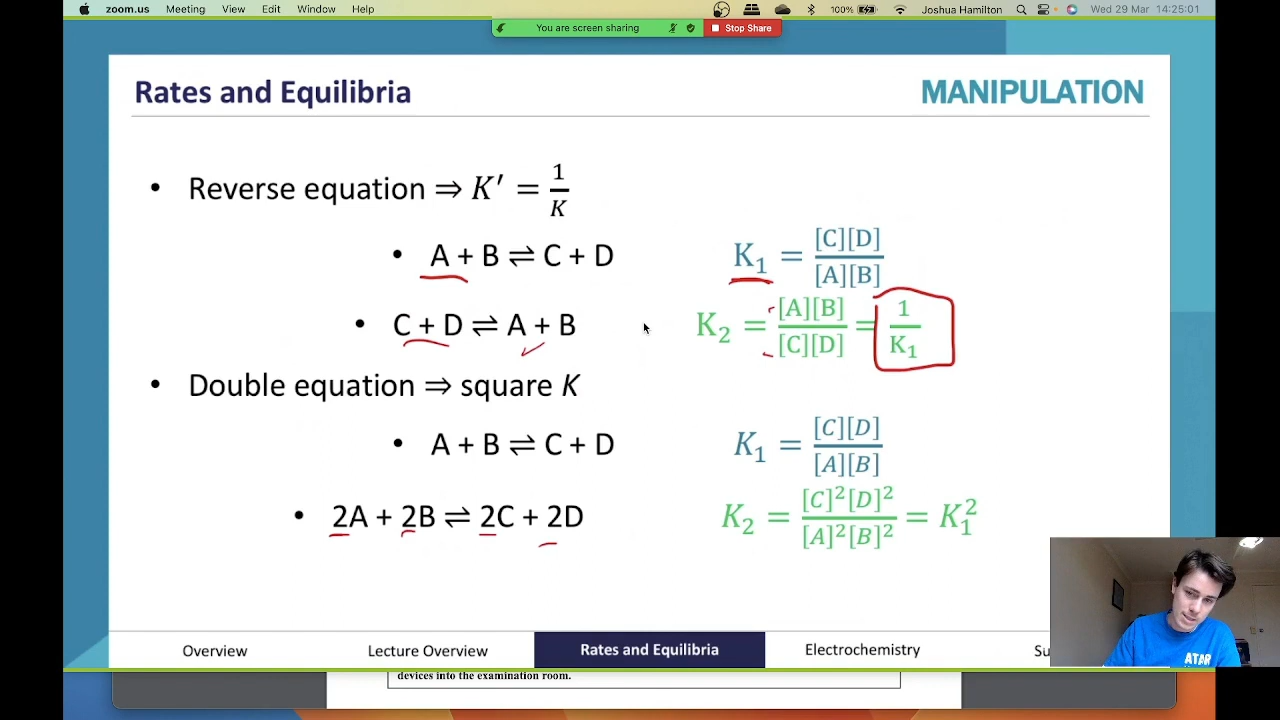 zoom.us Meeting View Edit Window Help 100% Joshua Hamilton Wed 29 Mar 14:25:01
You are screen sharing Stop Share
Rates and Equilibria MANIPULATION
• Reverse equation ⇒ K′ = 1/K
• A + B ⇌ C + D K₁ = [C][D]/[A][B]
• C + D ⇌ A + B K₂ = [A][B]/[C][D] = 1/K₁
• Double equation ⇒ square K
• A + B ⇌ C + D K₁ = [C][D]/[A][B]
• 2A + 2B ⇌ 2C + 2D K₂ = [C]²[D]²/[A]²[B]² = K₁²
Overview Lecture Overview Rates and Equilibria Electrochemistry Su
ATAR
devices into the examination room.